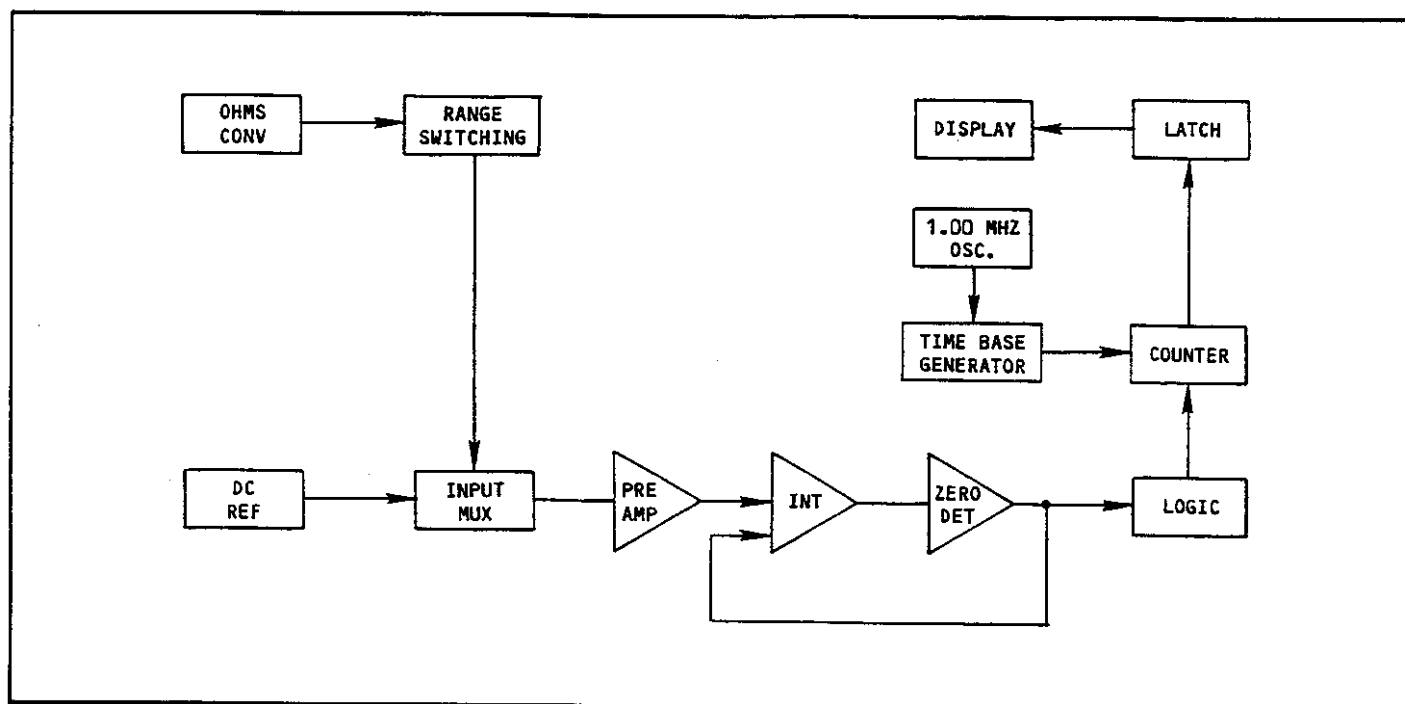 OHMS
CONV
RANGE
SWITCHING
DISPLAY
LATCH
1.00 MHZ
OSC.
TIME BASE
GENERATOR
COUNTER
DC
REF
INPUT
MUX
PRE
AMP
INT
ZERO
DET
LOGIC